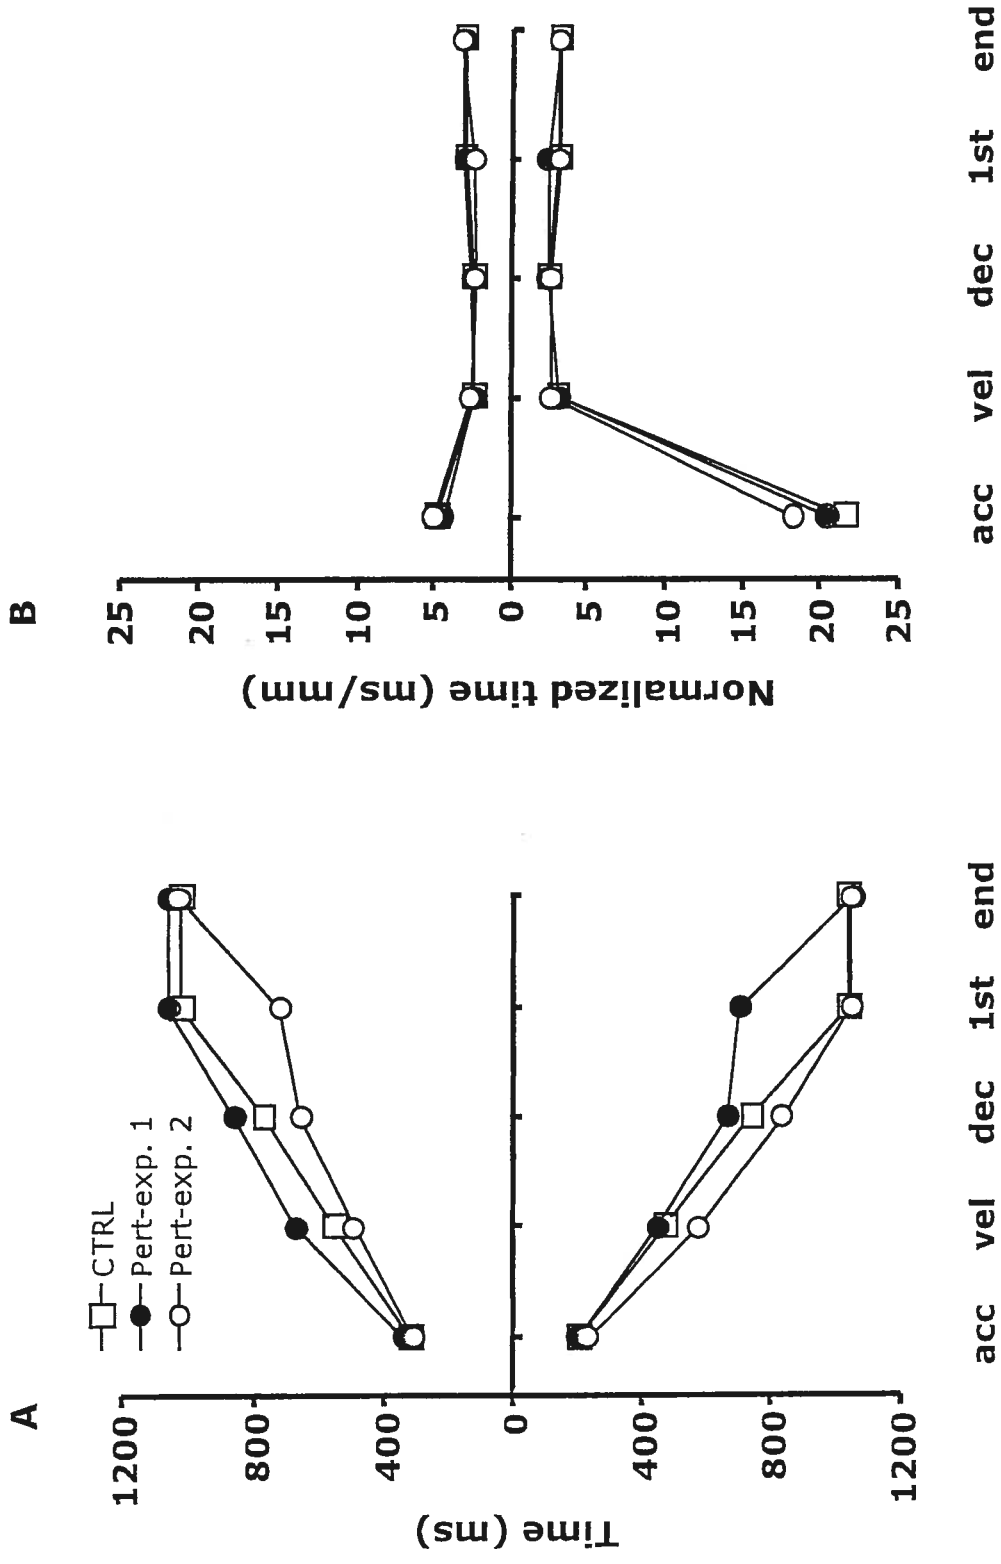 A
CTRL
Pert-exp. 1
Pert-exp. 2
1200
800
400
0
400
800
1200
Time (ms)
acc vel dec 1st end
B
25
20
15
10
5
0
5
10
15
20
25
Normalized time (ms/mm)
acc vel dec 1st end